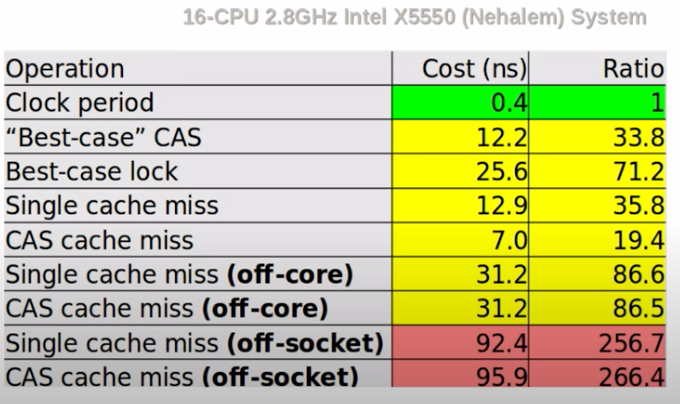 16-CPU 2.8GHz Intel X5550 (Nehalem) System
Operation Cost (ns) Ratio
Clock period 0.4 1
“Best-case” CAS 12.2 33.8
Best-case lock 25.6 71.2
Single cache miss 12.9 35.8
CAS cache miss 7.0 19.4
Single cache miss (off-core) 31.2 86.6
CAS cache miss (off-core) 31.2 86.5
Single cache miss (off-socket) 92.4 256.7
CAS cache miss (off-socket) 95.9 266.4